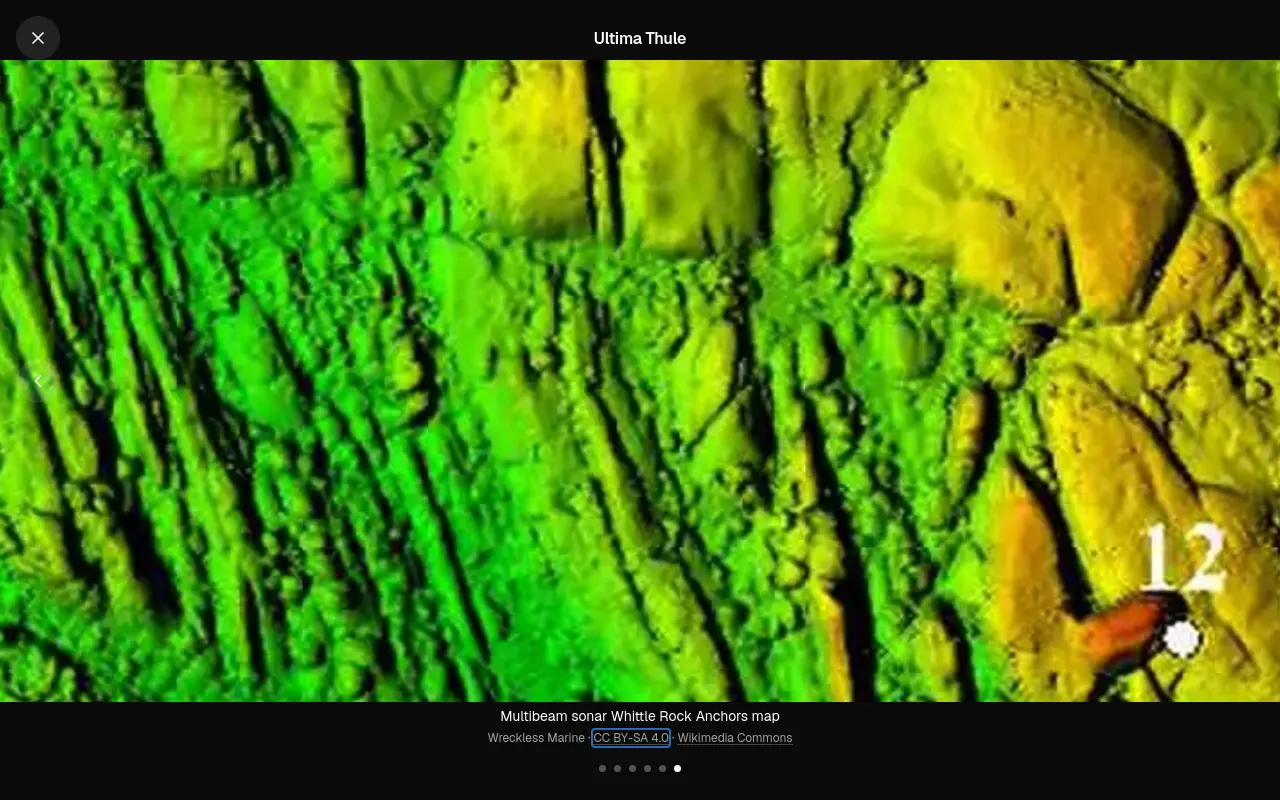 Ultima Thule
12
Multibeam sonar Whittle Rock Anchors map
Wreckless Marine · CC BY-SA 4.0 · Wikimedia Commons